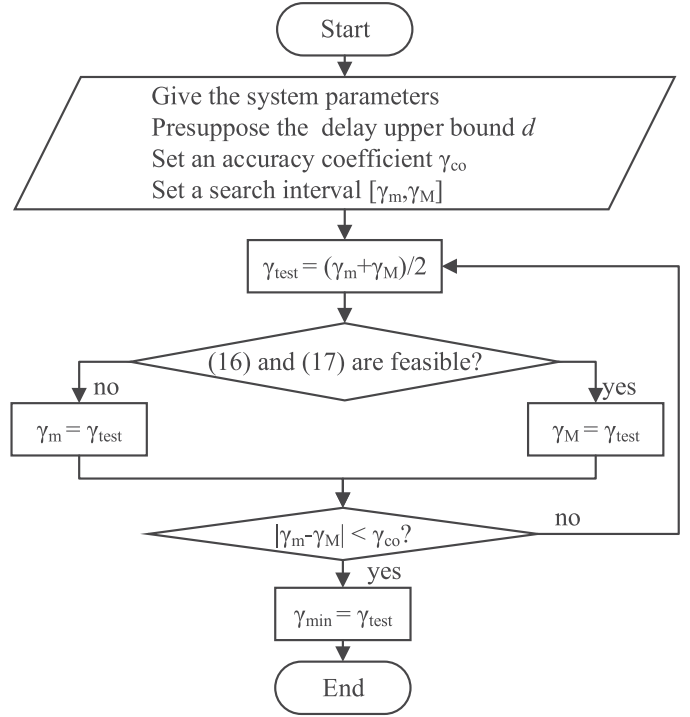 Start
Give the system parameters
Presuppose the delay upper bound d
Set an accuracy coefficient γco
Set a search interval [γm,γM]
γtest = (γm+γM)/2
(16) and (17) are feasible?
no
yes
γm = γtest
γM = γtest
|γm-γM| < γco?
no
yes
γmin = γtest
End